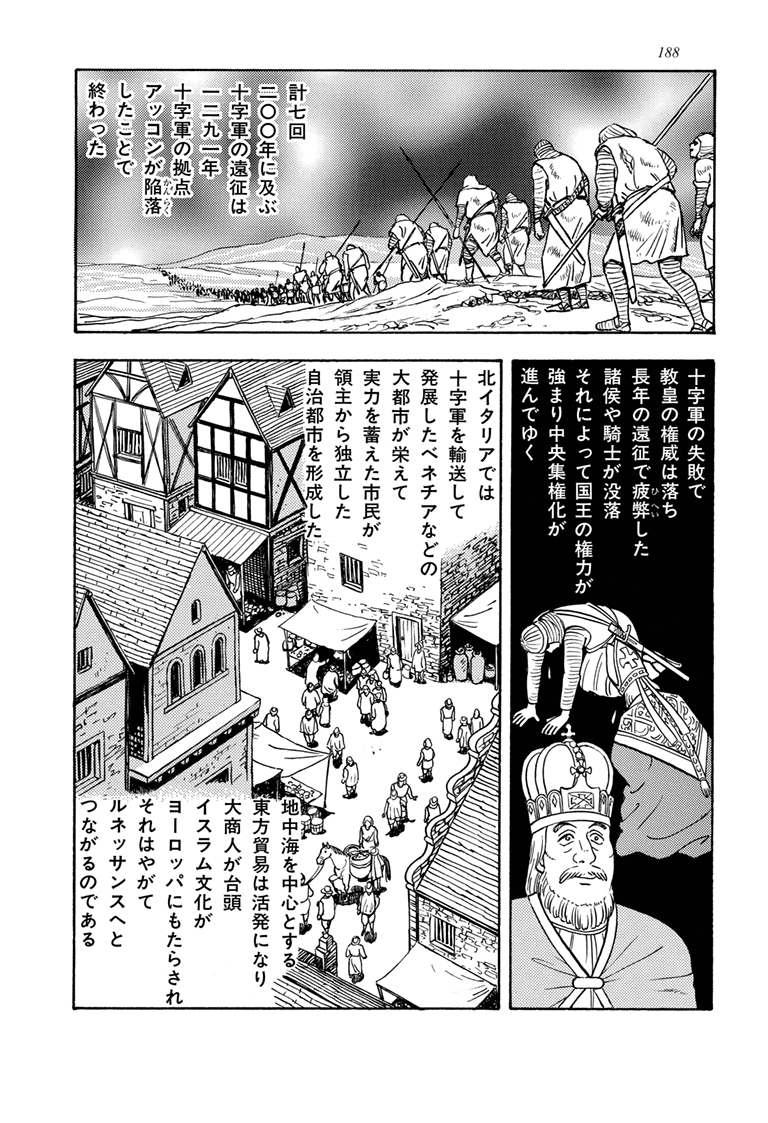 188
計七回
二〇〇年に及ぶ
十字軍の遠征は
一二九一年
十字軍の拠点
アッコンが陥落
かんらく
したことで
終わった
十字軍の失敗で
教皇の権威は落ち
長年の遠征で疲弊した
ひへい
諸侯や騎士が没落
それによって国王の権力が
強まり中央集権化が
進んでゆく
北イタリアでは
十字軍を輸送して
発展したベネチアなどの
大都市が栄えて
実力を蓄えた市民が
領主から独立した
自治都市を形成した
地中海を中心とする
東方貿易は活発になり
大商人が台頭
イスラム文化が
ヨーロッパにもたらされ
それはやがて
ルネッサンスへと
つながるのである